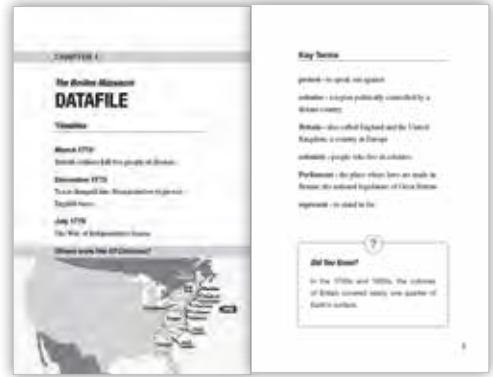 CHAPTER 1
The Boston Massacre
DATAFILE
Timeline
March 1770
British soldiers kill five people in Boston.
December 1773
Tea is dumped into Boston harbor to protest
English taxes.
July 1776
The War of Independence
Where were the 13 Colonies?
Key Terms
protest - to speak out against
colonies - a region politically controlled by a
distant country
Britain - also called England and the United
Kingdom, a country in Europe
colonist - people who live in colonies
Parliament - the place where laws are made in
Britain; the national legislature of Great Britain
represent - to stand in for
?
Did You Know?
In the 1700s and 1800s, the colonies
of Britain covered nearly one quarter of
Earth's surface.